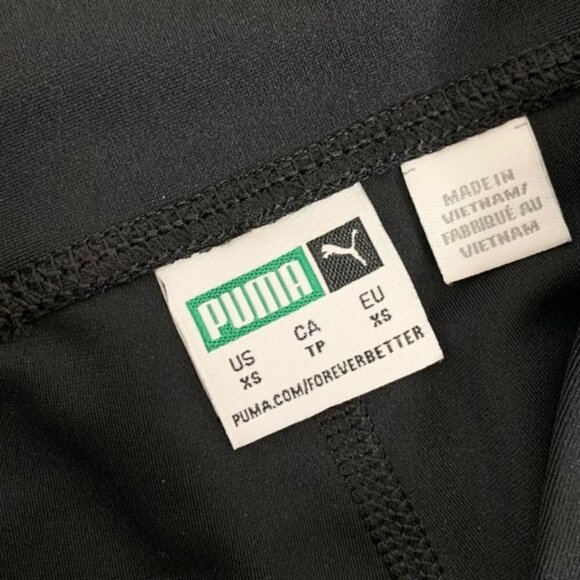 PUMA
US CA EU
XS TP XS
PUMA.COM/FOREVERBETTER
MADE IN
VIETNAM/
FABRIQUÉ AU
VIETNAM